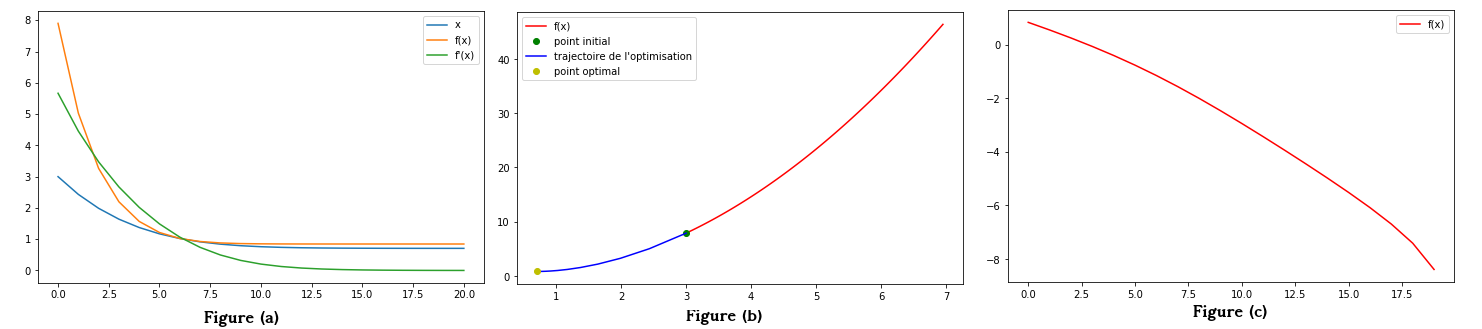 x
f(x)
f'(x)
8
7
6
5
4
3
2
1
0
0.0 2.5 5.0 7.5 10.0 12.5 15.0 17.5 20.0
Figure (a)
f(x)
point initial
trajectoire de l'optimisation
point optimal
40
30
20
10
0
1 2 3 4 5 6 7
Figure (b)
f(x)
0
−2
−4
−6
−8
0.0 2.5 5.0 7.5 10.0 12.5 15.0 17.5
Figure (c)